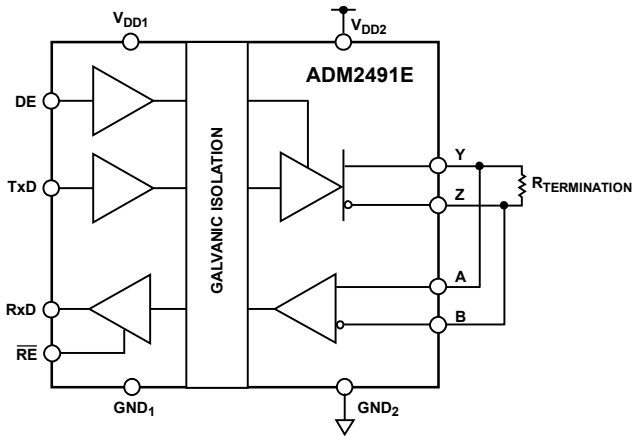 VDD1
VDD2
ADM2491E
DE
TxD
GALVANIC ISOLATION
Y
Z
RTERMINATION
A
B
RxD
RE
GND1
GND2